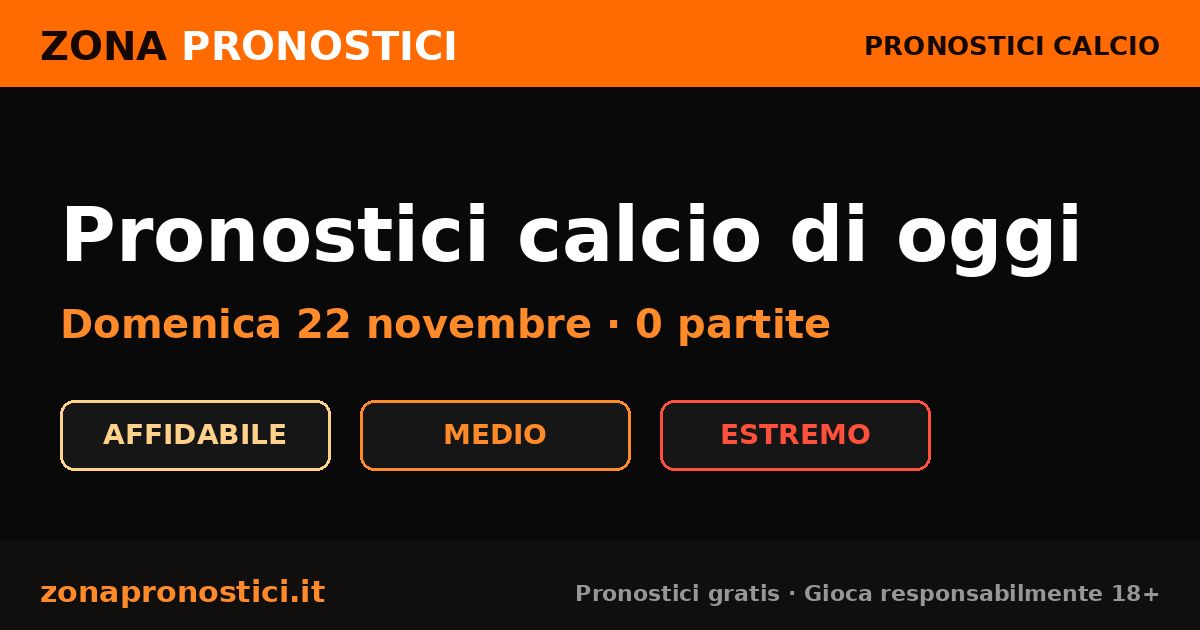 ZONA PRONOSTICI
PRONOSTICI CALCIO
Pronostici calcio di oggi
Domenica 22 novembre · 0 partite
AFFIDABILE
MEDIO
ESTREMO
zonapronostici.it
Pronostici gratis · Gioca responsabilmente 18+